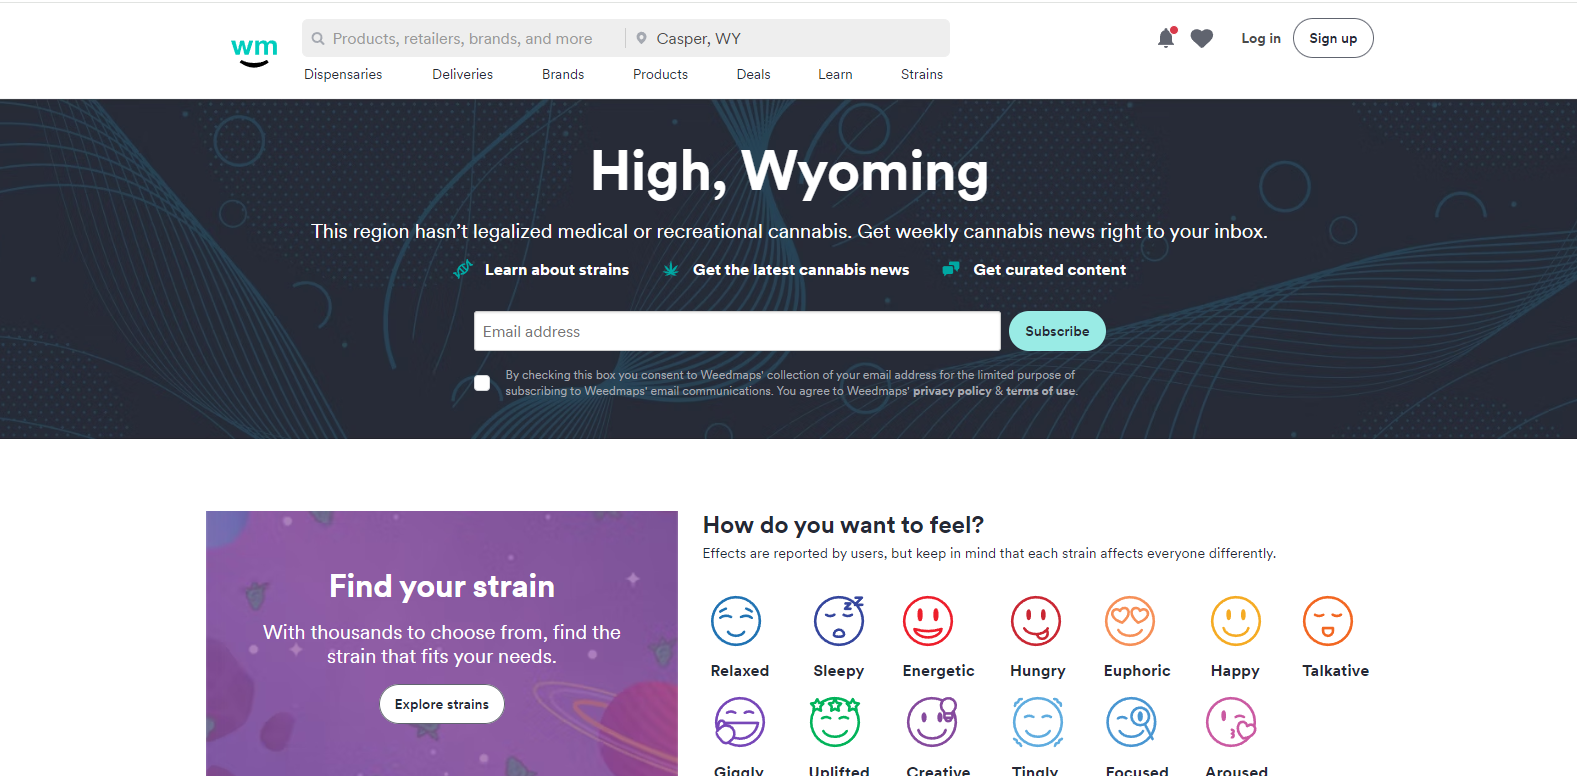 wm
Products, retailers, brands, and more
Casper, WY
Log in
Sign up
Dispensaries
Deliveries
Brands
Products
Deals
Learn
Strains
High, Wyoming
This region hasn't legalized medical or recreational cannabis. Get weekly cannabis news right to your inbox.
Learn about strains
Get the latest cannabis news
Get curated content
Email address
Subscribe
By checking this box you consent to Weedmaps' collection of your email address for the limited purpose of
subscribing to Weedmaps' email communications. You agree to Weedmaps' privacy policy & terms of use.
Find your strain
With thousands to choose from, find the
strain that fits your needs.
Explore strains
How do you want to feel?
Effects are reported by users, but keep in mind that each strain affects everyone differently.
zz
Relaxed
Sleepy
Energetic
Hungry
Euphoric
Happy
Talkative
Giggly
Uplifted
Creative
Tingly
Focused
Aroused